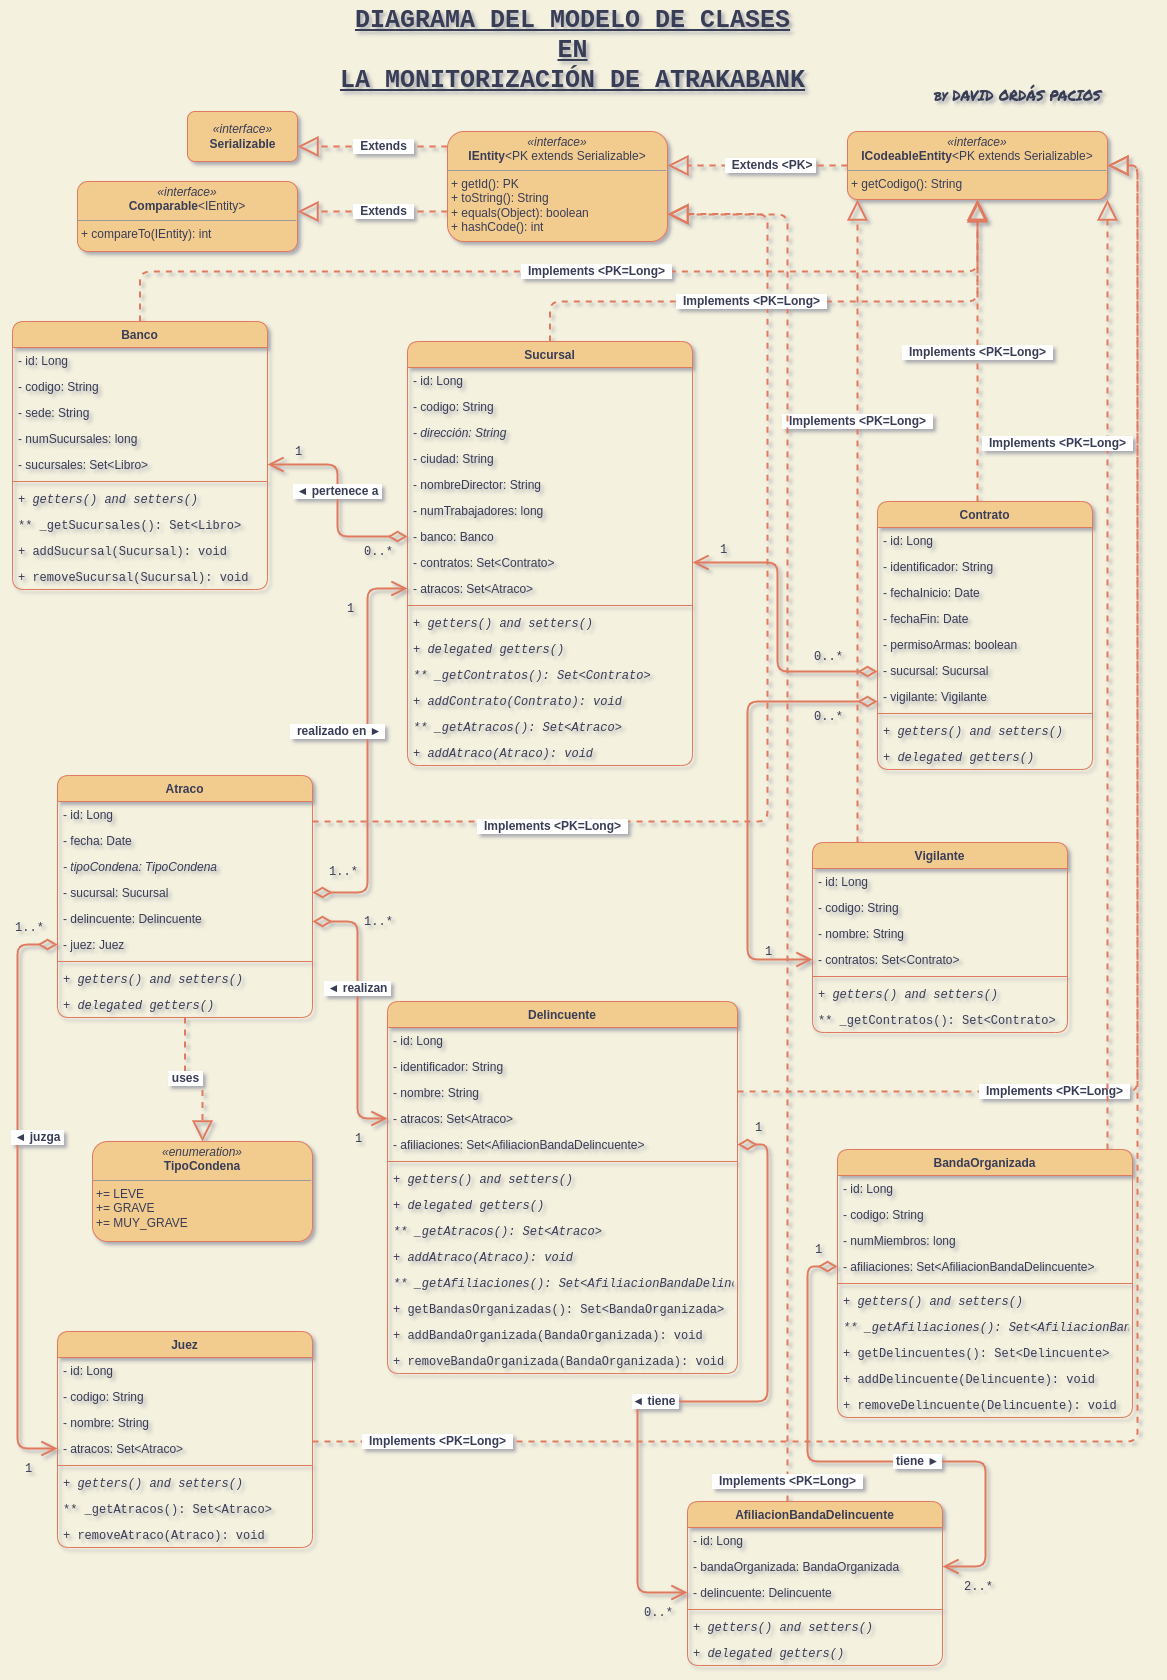 DIAGRAMA DEL MODELO DE CLASES
EN
LA MONITORIZACIÓN DE ATRAKABANK
BY DAVID ORDÁS PACIOS
«interface»
Serializable
«interface»
Comparable<IEntity>
+ compareTo(IEntity): int
Extends
Extends
«interface»
IEntity<PK extends Serializable>
+ getId(): PK
+ toString(): String
+ equals(Object): boolean
+ hashCode(): int
Extends <PK>
«interface»
ICodeableEntity<PK extends Serializable>
+ getCodigo(): String
Implements <PK=Long>
Implements <PK=Long>
Implements <PK=Long>
Implements <PK=Long>
Implements <PK=Long>
Banco
- id: Long
- codigo: String
- sede: String
- numSucursales: long
- sucursales: Set<Libro>
+ getters() and setters()
** _getSucursales(): Set<Libro>
+ addSucursal(Sucursal): void
+ removeSucursal(Sucursal): void
1
◄ pertenece a
0..*
Sucursal
- id: Long
- codigo: String
- dirección: String
- ciudad: String
- nombreDirector: String
- numTrabajadores: long
- banco: Banco
- contratos: Set<Contrato>
- atracos: Set<Atraco>
+ getters() and setters()
+ delegated getters()
** _getContratos(): Set<Contrato>
+ addContrato(Contrato): void
** _getAtracos(): Set<Atraco>
+ addAtraco(Atraco): void
1
0..*
0..*
1
Contrato
- id: Long
- identificador: String
- fechaInicio: Date
- fechaFin: Date
- permisoArmas: boolean
- sucursal: Sucursal
- vigilante: Vigilante
+ getters() and setters()
+ delegated getters()
1
realizado en ►
1..*
Atraco
- id: Long
- fecha: Date
- tipoCondena: TipoCondena
- sucursal: Sucursal
- delincuente: Delincuente
- juez: Juez
+ getters() and setters()
+ delegated getters()
Implements <PK=Long>
1..*
1..*
◄ realizan
1
Vigilante
- id: Long
- codigo: String
- nombre: String
- contratos: Set<Contrato>
+ getters() and setters()
** _getContratos(): Set<Contrato>
uses
◄ juzga
1
«enumeration»
TipoCondena
+= LEVE
+= GRAVE
+= MUY_GRAVE
Delincuente
- id: Long
- identificador: String
- nombre: String
- atracos: Set<Atraco>
- afiliaciones: Set<AfiliacionBandaDelincuente>
+ getters() and setters()
+ delegated getters()
** _getAtracos(): Set<Atraco>
+ addAtraco(Atraco): void
** _getAfiliaciones(): Set<AfiliacionBandaDelinc
+ getBandasOrganizadas(): Set<BandaOrganizada>
+ addBandaOrganizada(BandaOrganizada): void
+ removeBandaOrganizada(BandaOrganizada): void
Implements <PK=Long>
1
BandaOrganizada
- id: Long
- codigo: String
- numMiembros: long
- afiliaciones: Set<AfiliacionBandaDelincuente>
+ getters() and setters()
** _getAfiliaciones(): Set<AfiliacionBan
+ getDelincuentes(): Set<Delincuente>
+ addDelincuente(Delincuente): void
+ removeDelincuente(Delincuente): void
1
Juez
- id: Long
- codigo: String
- nombre: String
- atracos: Set<Atraco>
+ getters() and setters()
** _getAtracos(): Set<Atraco>
+ removeAtraco(Atraco): void
◄ tiene
Implements <PK=Long>
tiene ►
Implements <PK=Long>
0..*
2..*
AfiliacionBandaDelincuente
- id: Long
- bandaOrganizada: BandaOrganizada
- delincuente: Delincuente
+ getters() and setters()
+ delegated getters()